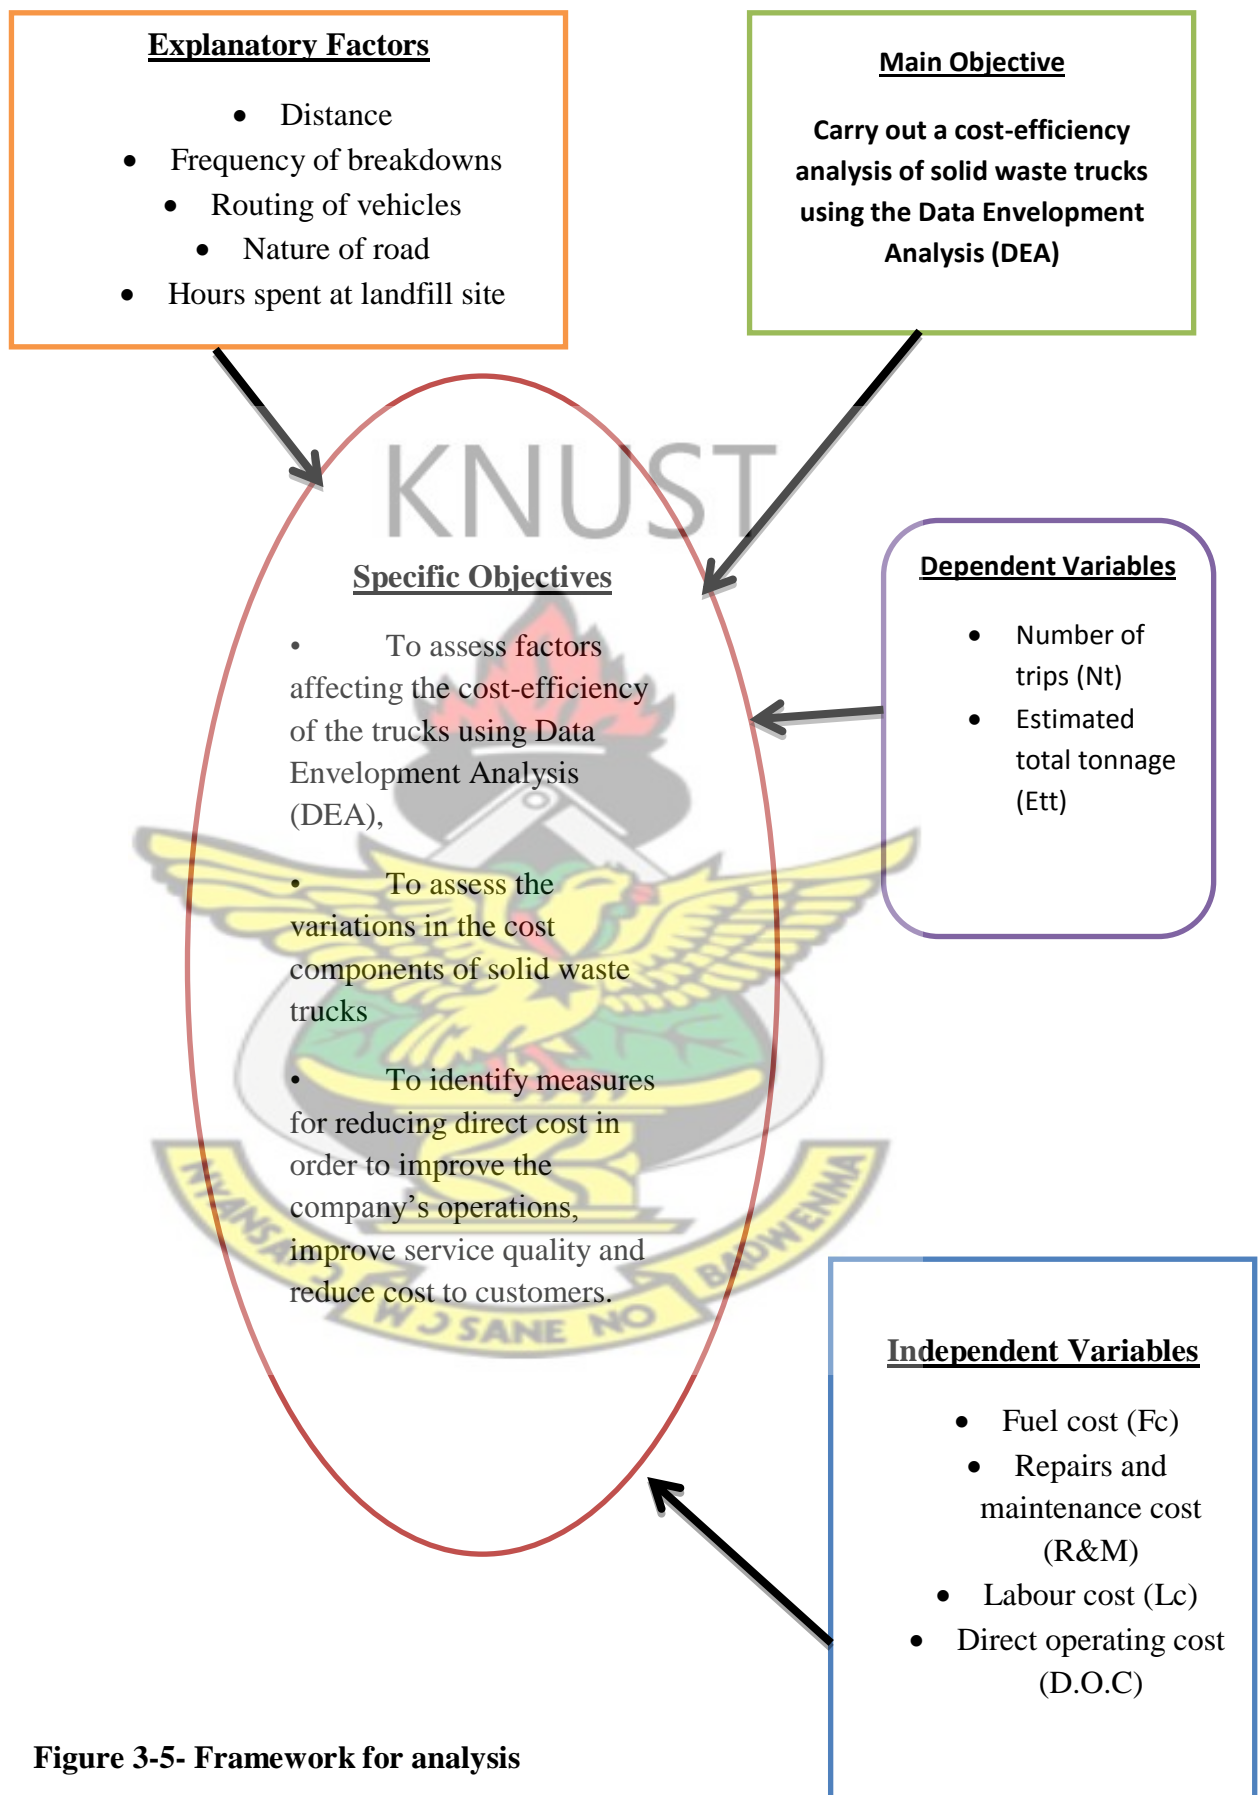 Explanatory Factors
• Distance
• Frequency of breakdowns
• Routing of vehicles
• Nature of road
• Hours spent at landfill site
Main Objective
Carry out a cost-efficiency
analysis of solid waste trucks
using the Data Envelopment
Analysis (DEA)
KNUST
Specific Objectives
• To assess factors
affecting the cost-efficiency
of the trucks using Data
Envelopment Analysis
(DEA),
• To assess the
variations in the cost
components of solid waste
trucks
• To identify measures
for reducing direct cost in
order to improve the
company’s operations,
improve service quality and
reduce cost to customers.
Dependent Variables
• Number of
trips (Nt)
• Estimated
total tonnage
(Ett)
NYANSAPƆ WƆ SANE NO BADWENMA
Independent Variables
• Fuel cost (Fc)
• Repairs and
maintenance cost
(R&M)
• Labour cost (Lc)
• Direct operating cost
(D.O.C)
Figure 3-5- Framework for analysis